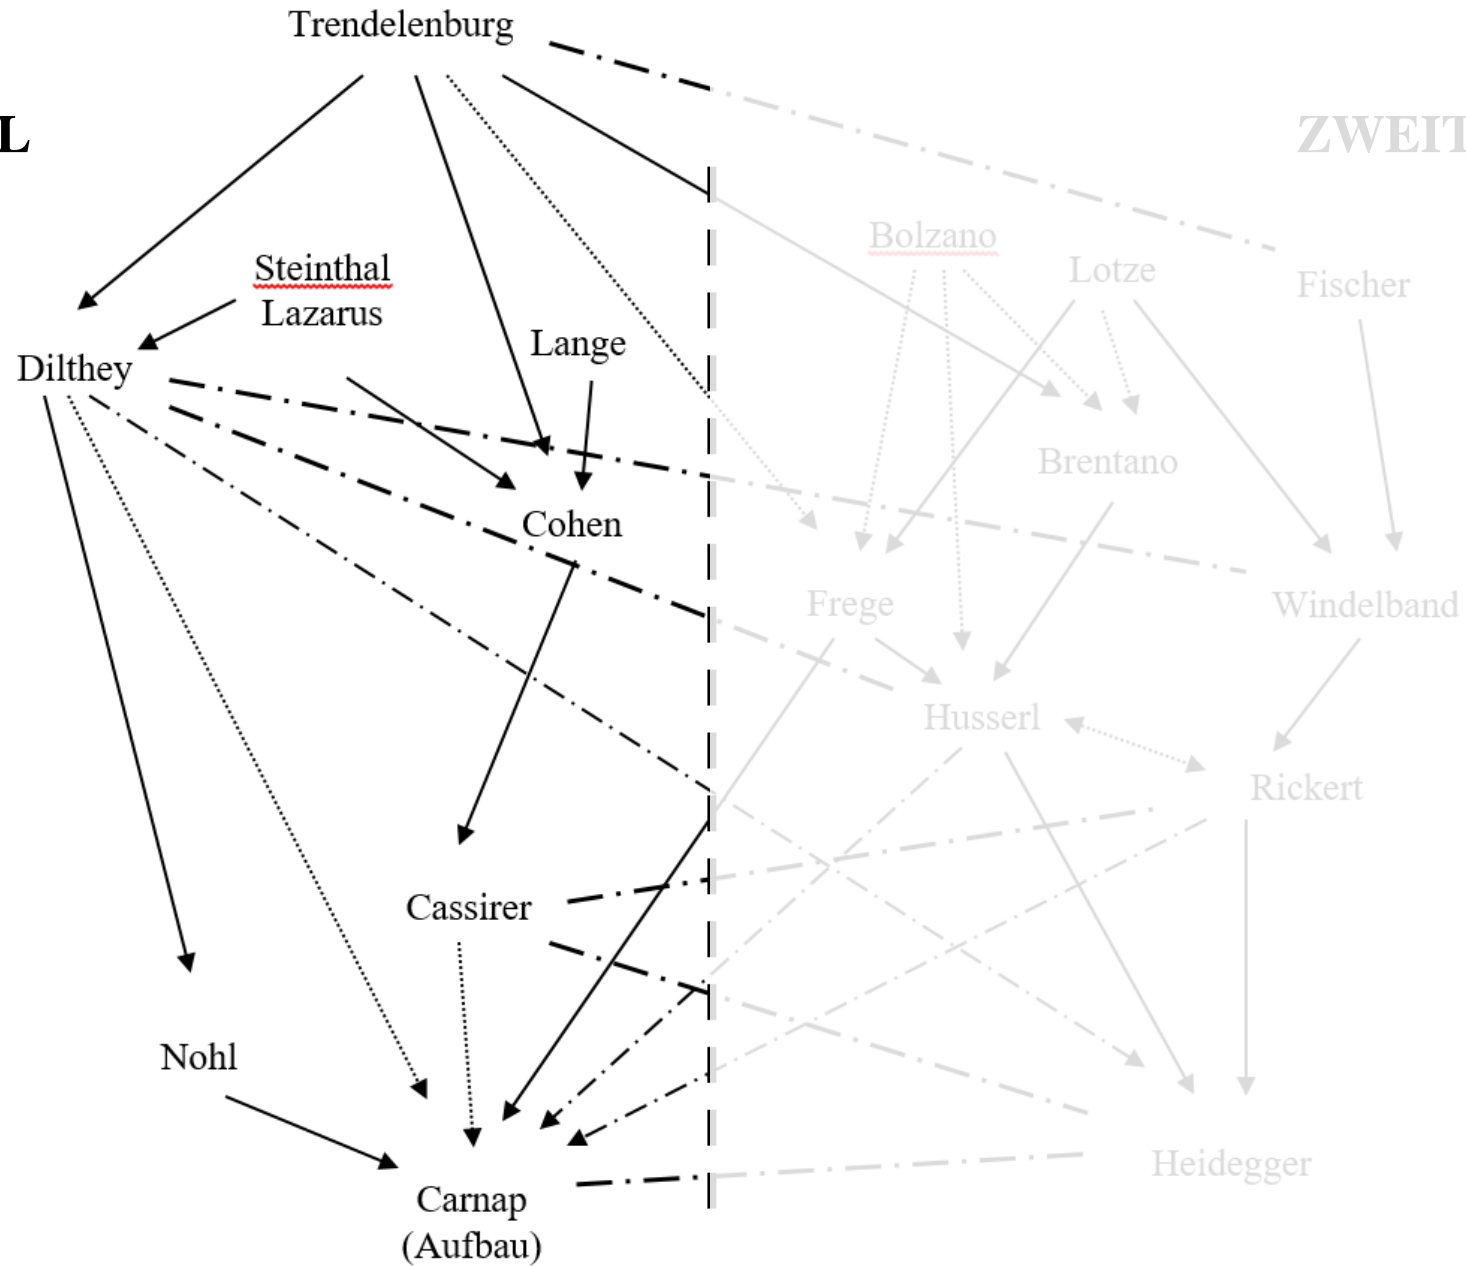 Trendelenburg
L
ZWEIT
Bolzano
Steinthal
Lazarus
Lotze
Fischer
Lange
Dilthey
Brentano
Cohen
Frege
Windelband
Husserl
Rickert
Cassirer
Nohl
Heidegger
Carnap
(Aufbau)